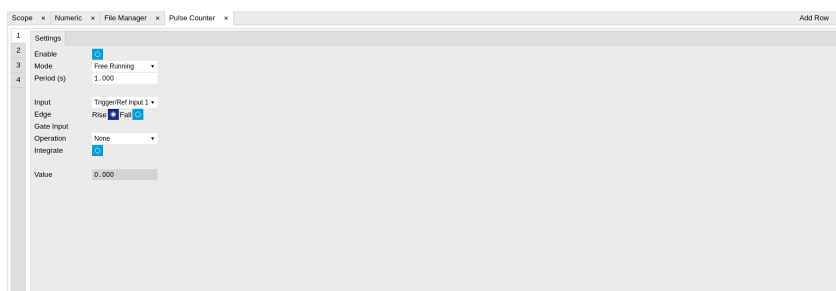 Scope × Numeric × File Manager × Pulse Counter × Add Row
1 Settings
2
3
4
Enable
Mode Free Running
Period (s) 1.000
Input Trigger/Ref Input 1
Edge Rise Fall
Gate Input
Operation None
Integrate
Value 0.000